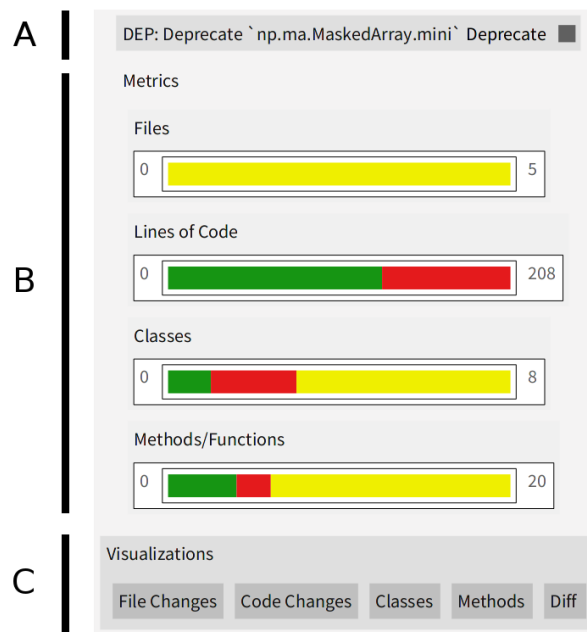 A
DEP: Deprecate `np.ma.MaskedArray.mini` Deprecate
Metrics
Files
0 5
Lines of Code
0 208
B
Classes
0 8
Methods/Functions
0 20
Visualizations
C
File Changes Code Changes Classes Methods Diff